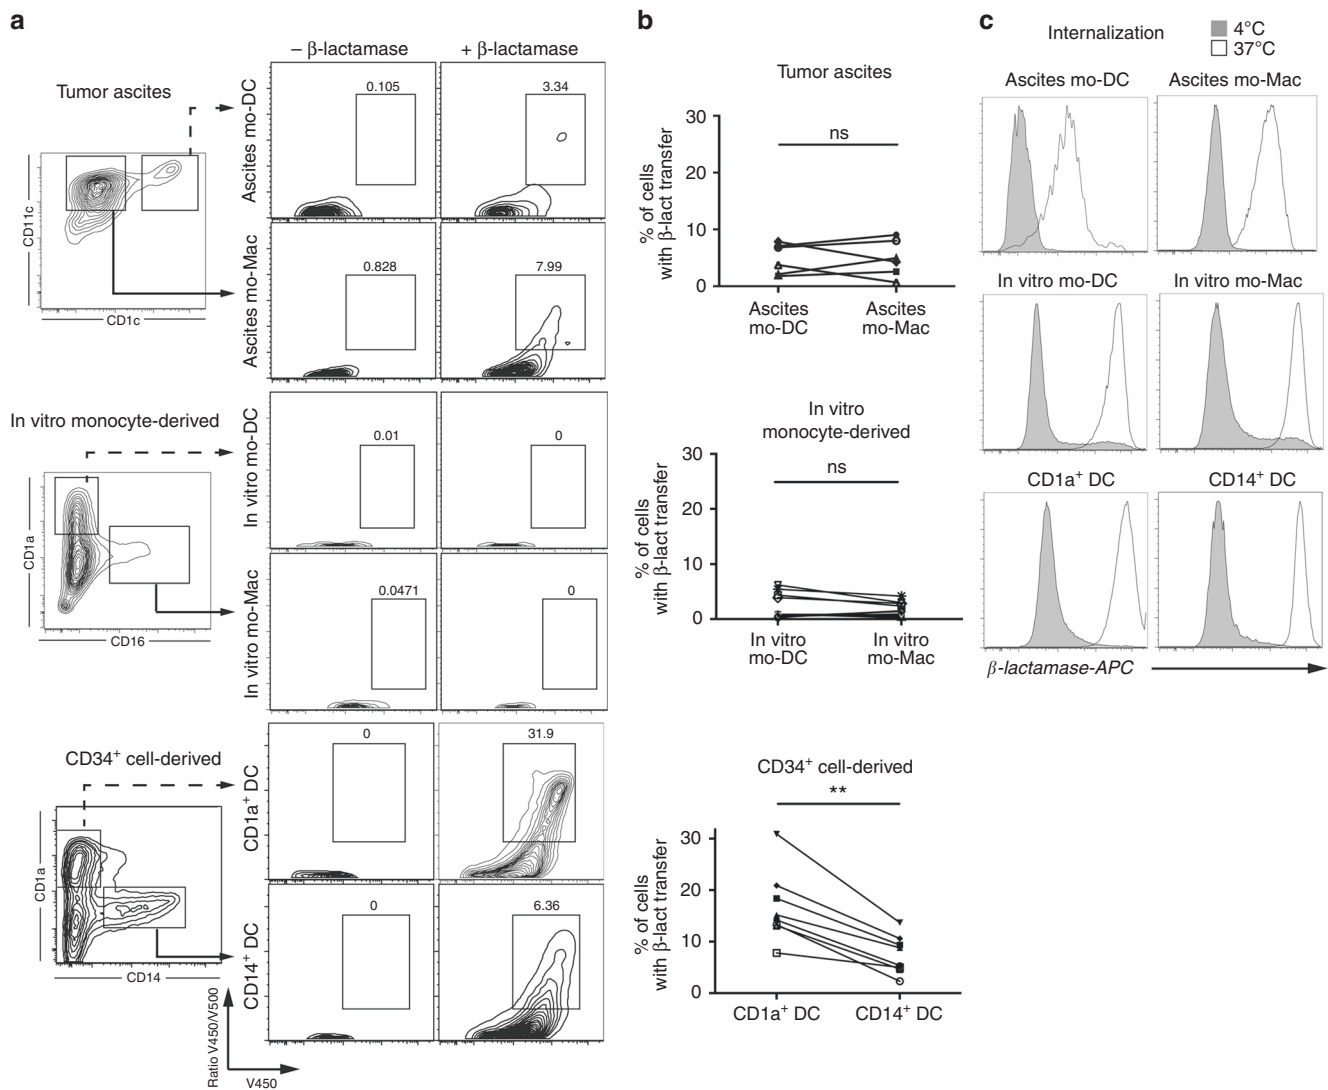 a
– β-lactamase
+ β-lactamase
Tumor ascites
CD11c
CD1c
Ascites mo-DC
0.105
3.34
Ascites mo-Mac
0.828
7.99
In vitro monocyte-derived
CD1a
CD16
In vitro mo-DC
0.01
0
In vitro mo-Mac
0.0471
0
CD34⁺ cell-derived
CD1a
CD14
CD1a⁺ DC
0
31.9
CD14⁺ DC
0
6.36
Ratio V450/V500
V450
b
Tumor ascites
% of cells
with β-lact transfer
30
20
10
0
ns
Ascites
mo-DC
Ascites
mo-Mac
In vitro
monocyte-derived
% of cells
with β-lact transfer
30
20
10
0
ns
In vitro
mo-DC
In vitro
mo-Mac
CD34⁺ cell-derived
% of cells
with β-lact transfer
30
20
10
0
**
CD1a⁺ DC
CD14⁺ DC
c
Internalization
4°C
37°C
Ascites mo-DC
Ascites mo-Mac
In vitro mo-DC
In vitro mo-Mac
CD1a⁺ DC
CD14⁺ DC
β-lactamase-APC